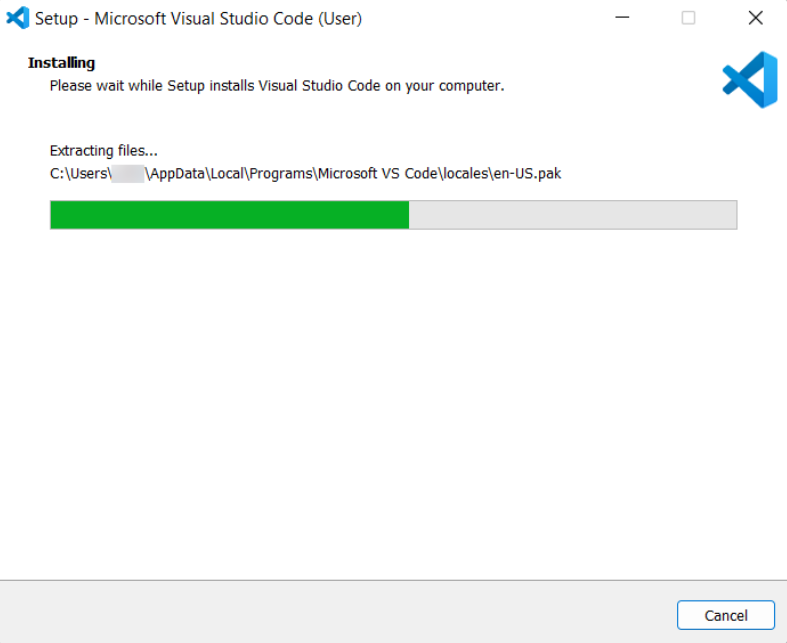 Setup - Microsoft Visual Studio Code (User)
Installing
Please wait while Setup installs Visual Studio Code on your computer.
Extracting files...
C:\Users\ \AppData\Local\Programs\Microsoft VS Code\locales\en-US.pak
Cancel